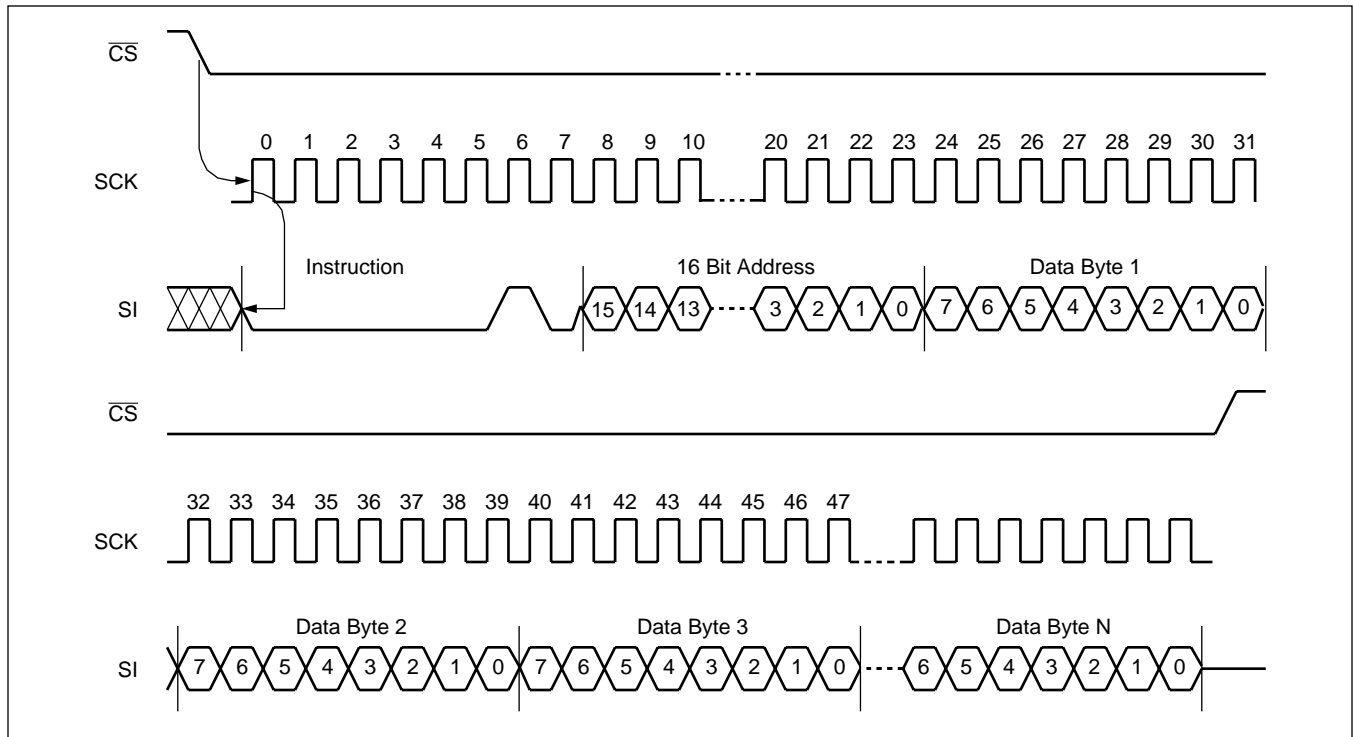 CS
0 1 2 3 4 5 6 7 8 9 10 20 21 22 23 24 25 26 27 28 29 30 31
SCK
Instruction 16 Bit Address Data Byte 1
SI 15 14 13 3 2 1 0 7 6 5 4 3 2 1 0
CS
32 33 34 35 36 37 38 39 40 41 42 43 44 45 46 47
SCK
Data Byte 2 Data Byte 3 Data Byte N
SI 7 6 5 4 3 2 1 0 7 6 5 4 3 2 1 0 6 5 4 3 2 1 0